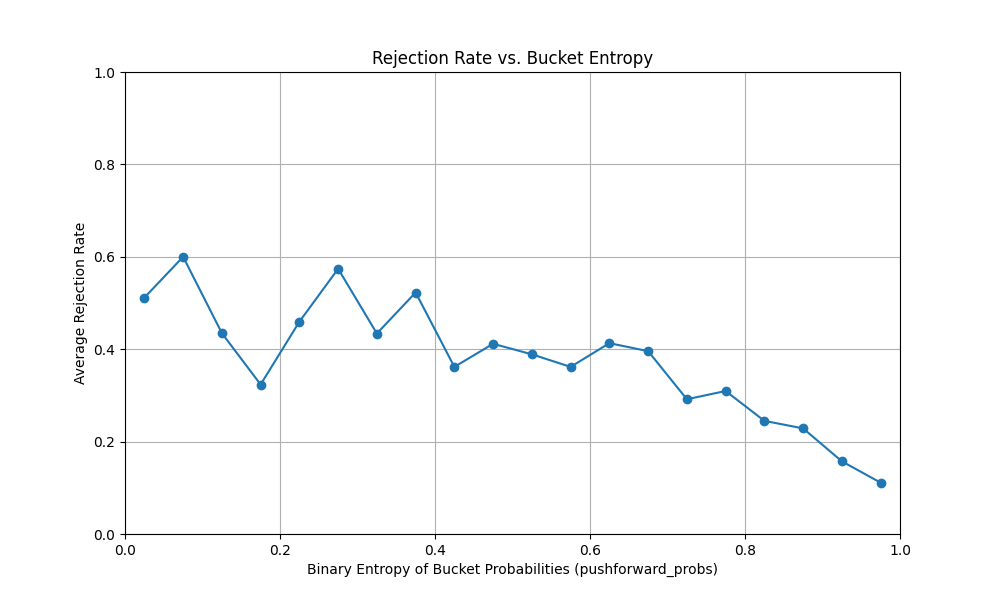 Rejection Rate vs. Bucket Entropy
Average Rejection Rate
1.0
0.8
0.6
0.4
0.2
0.0
0.0 0.2 0.4 0.6 0.8 1.0
Binary Entropy of Bucket Probabilities (pushforward_probs)